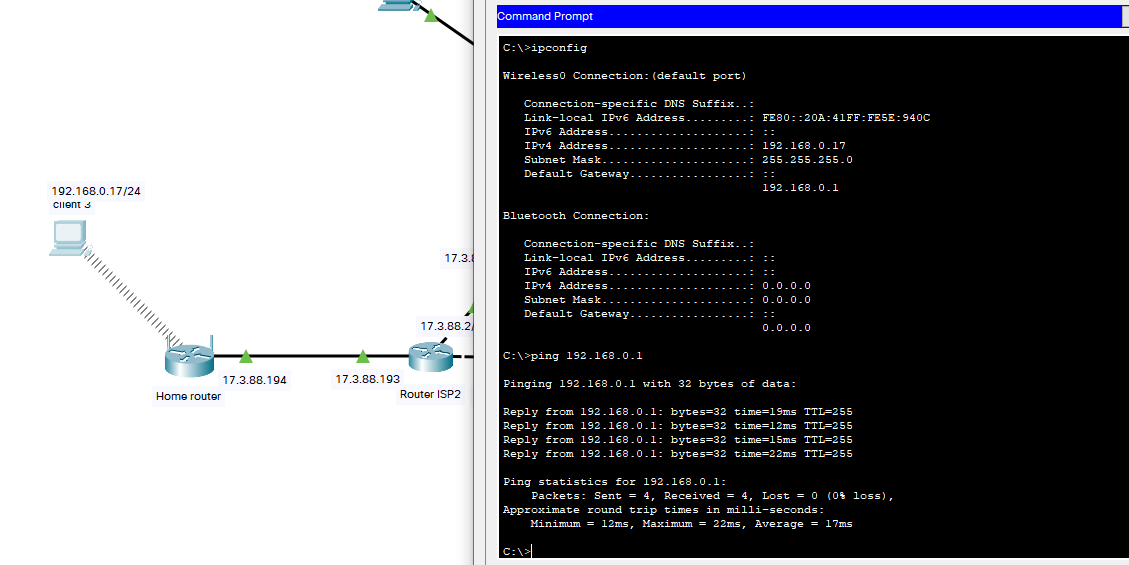 192.168.0.17/24
client 3
17.3.8
17.3.88.2/
17.3.88.194
17.3.88.193
Home router
Router ISP2
Command Prompt
C:\>ipconfig
Wireless0 Connection:(default port)
Connection-specific DNS Suffix..:
Link-local IPv6 Address.........: FE80::20A:41FF:FE5E:940C
IPv6 Address....................: ::
IPv4 Address....................: 192.168.0.17
Subnet Mask.....................: 255.255.255.0
Default Gateway.................: ::
192.168.0.1
Bluetooth Connection:
Connection-specific DNS Suffix..:
Link-local IPv6 Address.........: ::
IPv6 Address....................: ::
IPv4 Address....................: 0.0.0.0
Subnet Mask.....................: 0.0.0.0
Default Gateway.................: ::
0.0.0.0
C:\>ping 192.168.0.1
Pinging 192.168.0.1 with 32 bytes of data:
Reply from 192.168.0.1: bytes=32 time=19ms TTL=255
Reply from 192.168.0.1: bytes=32 time=12ms TTL=255
Reply from 192.168.0.1: bytes=32 time=15ms TTL=255
Reply from 192.168.0.1: bytes=32 time=22ms TTL=255
Ping statistics for 192.168.0.1:
Packets: Sent = 4, Received = 4, Lost = 0 (0% loss),
Approximate round trip times in milli-seconds:
Minimum = 12ms, Maximum = 22ms, Average = 17ms
C:\>